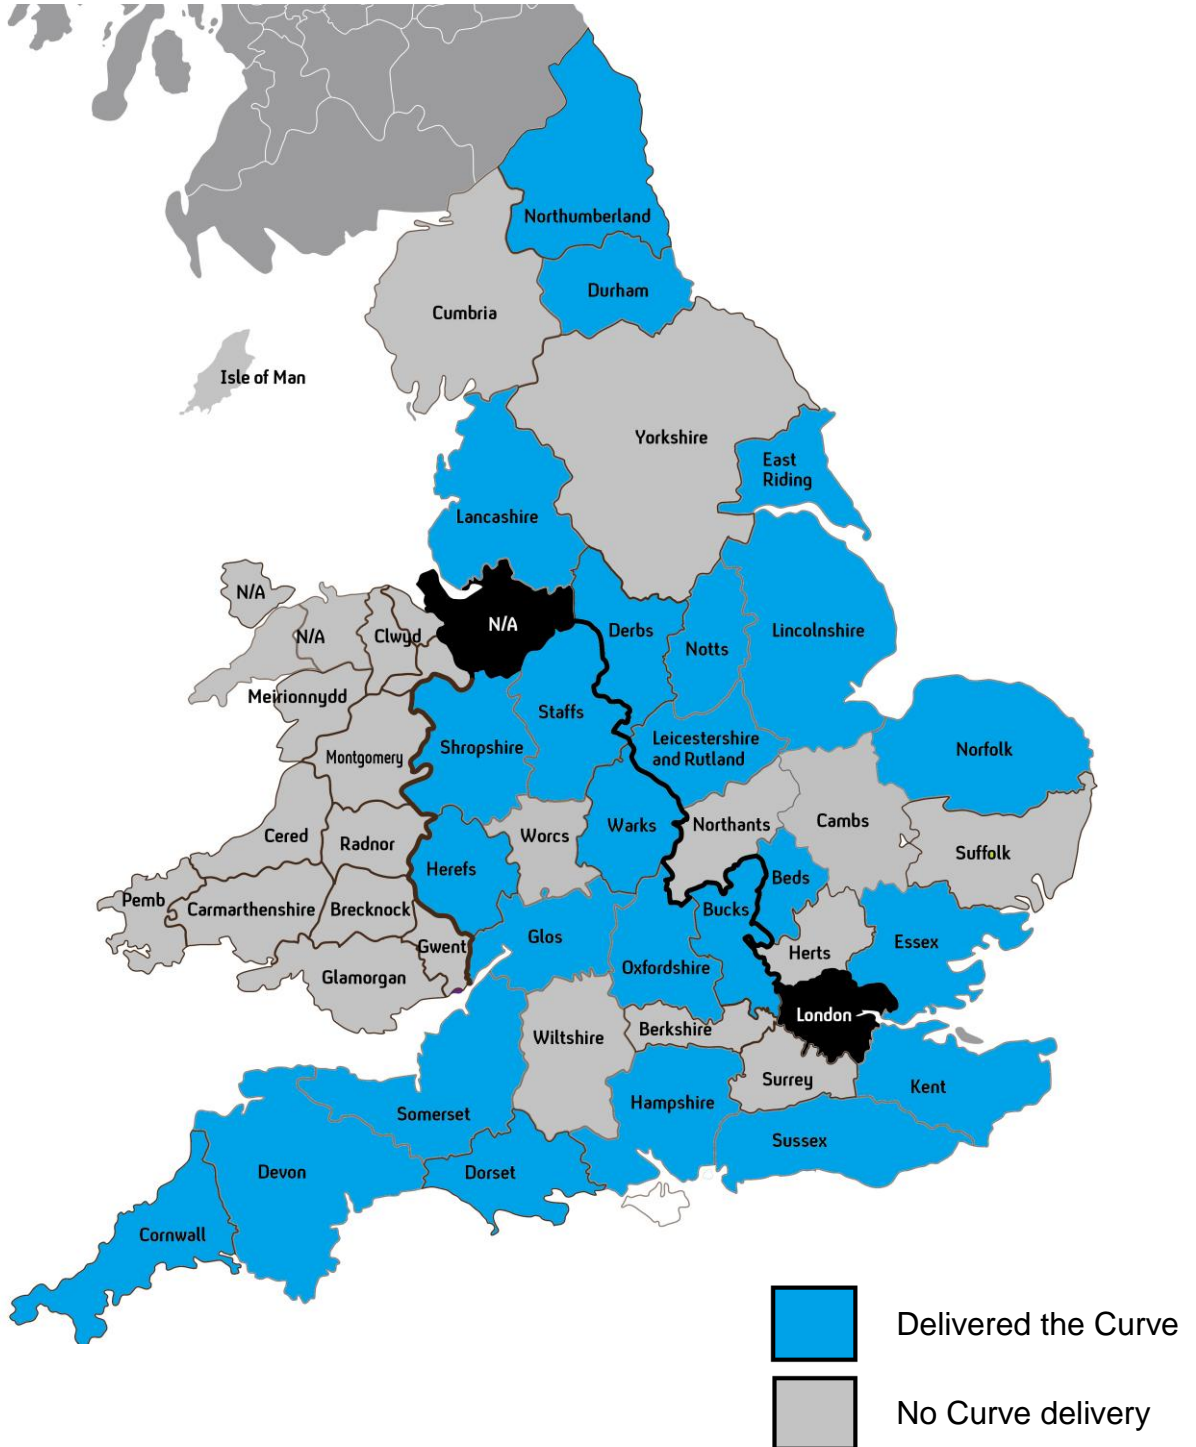 Northumberland
Durham
Cumbria
Isle of Man
Yorkshire
East
Riding
Lancashire
N/A
N/A
Clwyd
N/A
Derbs
Notts
Lincolnshire
Meirionnydd
Staffs
Shropshire
Leicestershire
and Rutland
Norfolk
Montgomery
Cered
Radnor
Worcs
Warks
Northants
Cambs
Suffolk
Herefs
Beds
Pemb
Carmarthenshire
Brecknock
Bucks
Gwent
Glos
Essex
Herts
Glamorgan
Oxfordshire
London
Wiltshire
Berkshire
Surrey
Kent
Somerset
Hampshire
Sussex
Devon
Dorset
Cornwall
Delivered the Curve
No Curve delivery